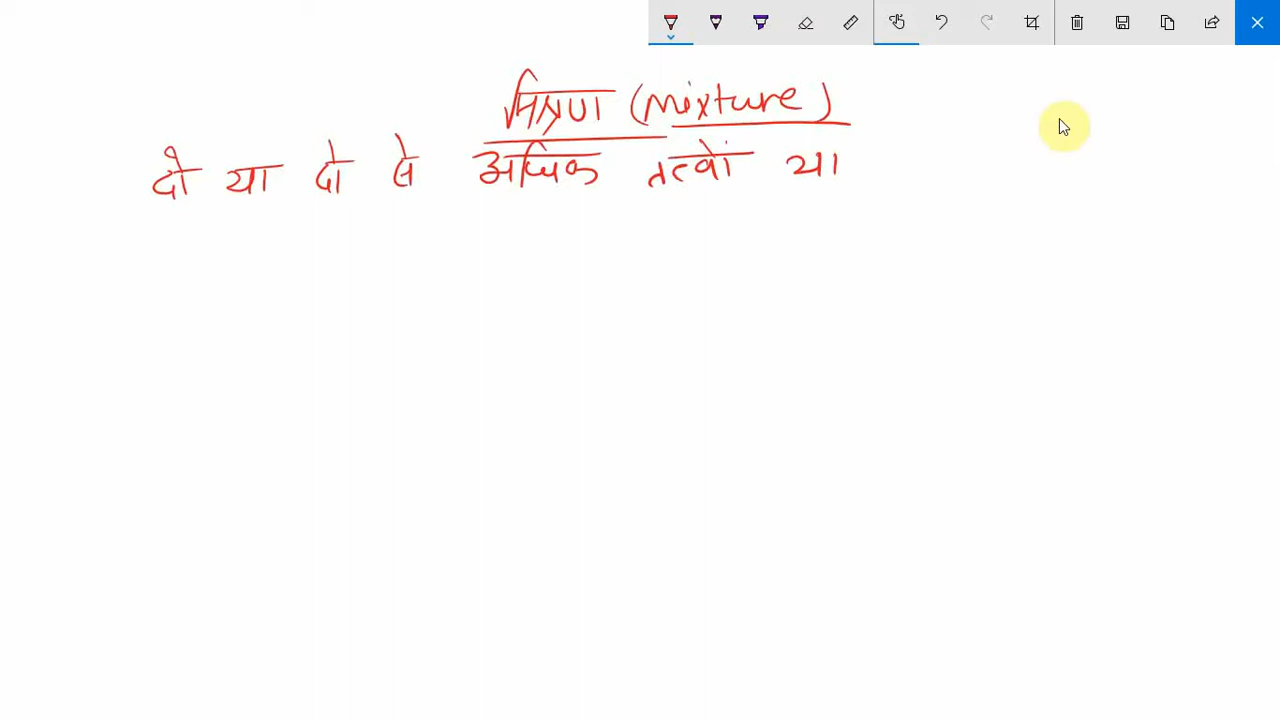 मिश्रण (Mixture)
दो या दो से अधिक तत्वों या